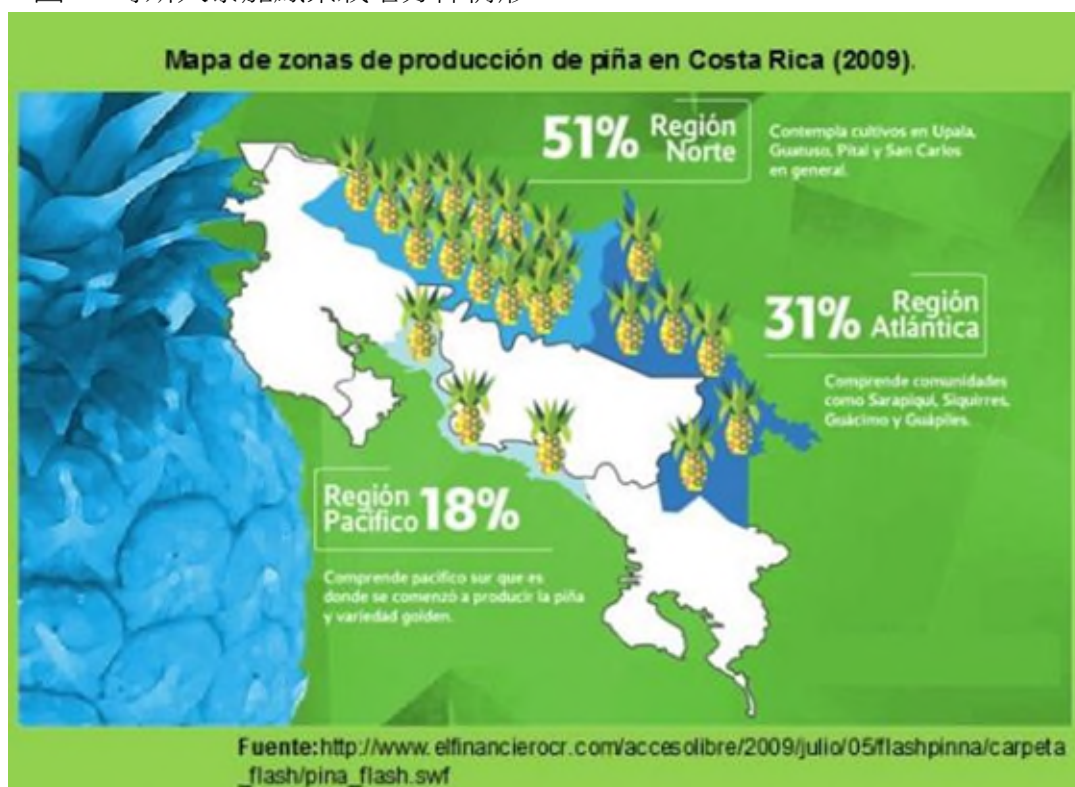 Mapa de zonas de producción de piña en Costa Rica (2009).
51% Región
Norte
Contempla cultivos en Upala,
Guatuso, Pital y San Carlos
en general.
31% Región
Atlántica
Comprende comunidades
como Sarapiquí, Siquirres,
Guácimo y Guápiles.
Región
Pacífico 18%
Comprende pacífico sur que es
donde se comenzó a producir la piña
y variedad golden.
Fuente:http://www.elfinancierocr.com/accesolibre/2009/julio/05/flashpinna/carpeta
_flash/pina_flash.swf